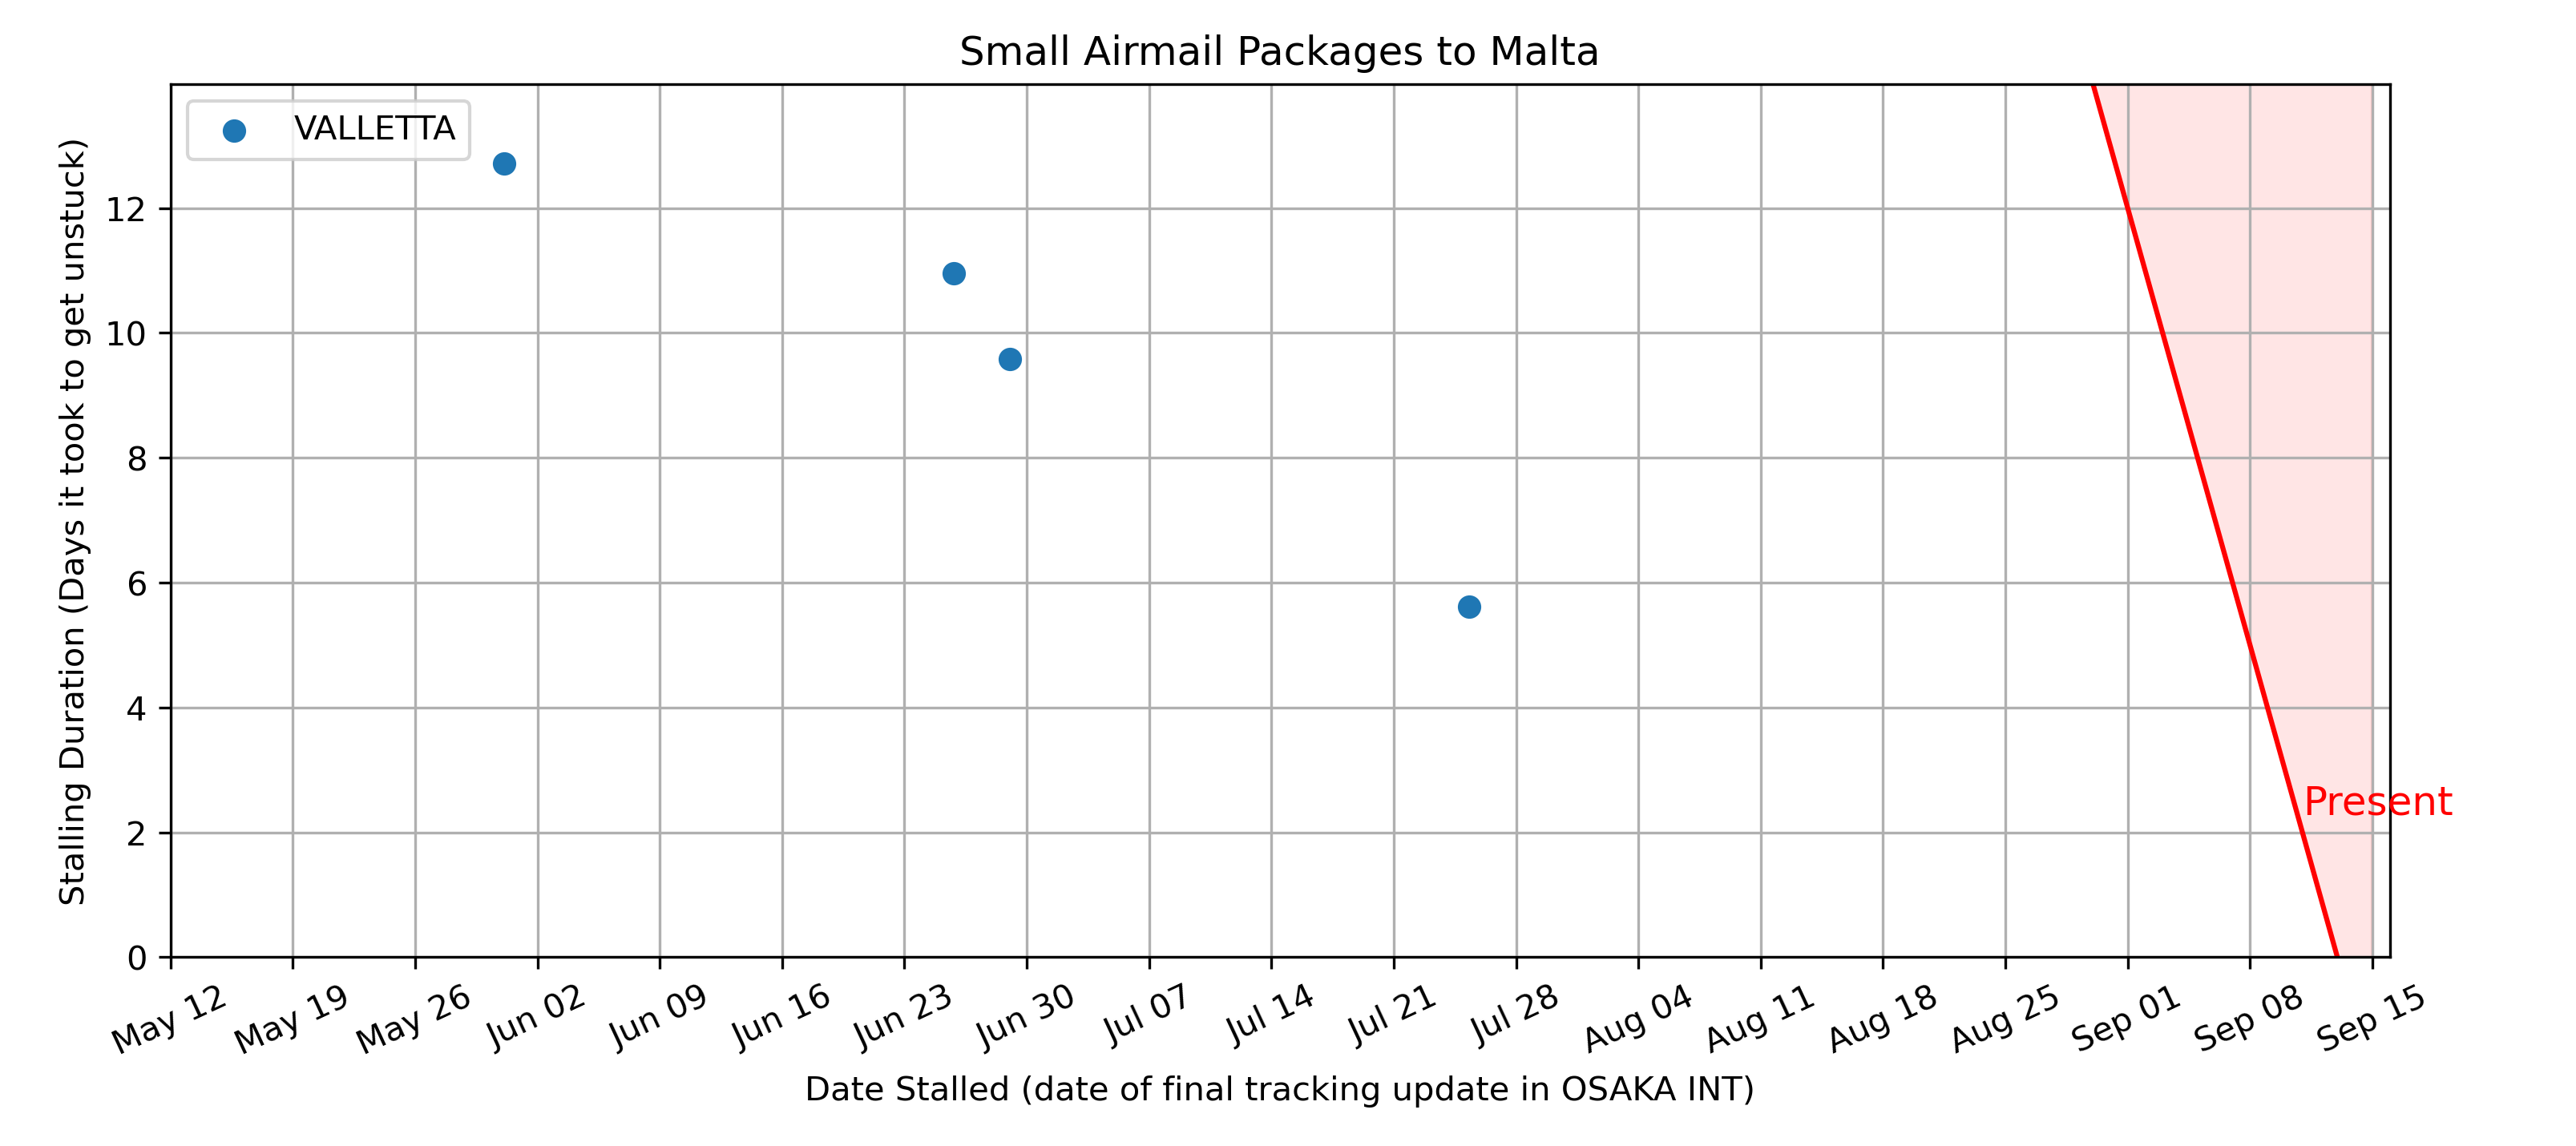 Small Airmail Packages to Malta
VALLETTA
Stalling Duration (Days it took to get unstuck)
12
10
8
6
4
2
0
Present
May 12
May 19
May 26
Jun 02
Jun 09
Jun 16
Jun 23
Jun 30
Jul 07
Jul 14
Jul 21
Jul 28
Aug 04
Aug 11
Aug 18
Aug 25
Sep 01
Sep 08
Sep 15
Date Stalled (date of final tracking update in OSAKA INT)